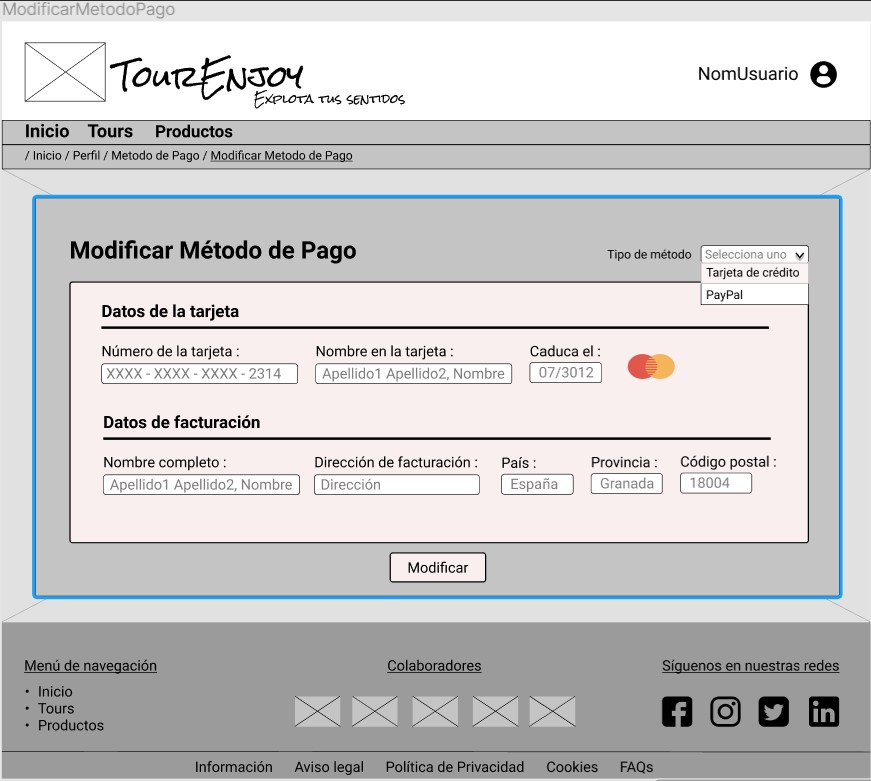 ModificarMetodoPago
TourEnjoy
Explota tus sentidos
NomUsuario
Inicio Tours Productos
/ Inicio / Perfil / Metodo de Pago / Modificar Metodo de Pago
Modificar Método de Pago
Tipo de método Selecciona uno
Tarjeta de crédito
PayPal
Datos de la tarjeta
Número de la tarjeta : Nombre en la tarjeta : Caduca el :
XXXX - XXXX - XXXX - 2314 Apellido1 Apellido2, Nombre 07/3012
Datos de facturación
Nombre completo : Dirección de facturación : País : Provincia : Código postal :
Apellido1 Apellido2, Nombre Dirección España Granada 18004
Modificar
Menú de navegación
• Inicio
• Tours
• Productos
Colaboradores
Síguenos en nuestras redes
Información Aviso legal Política de Privacidad Cookies FAQs